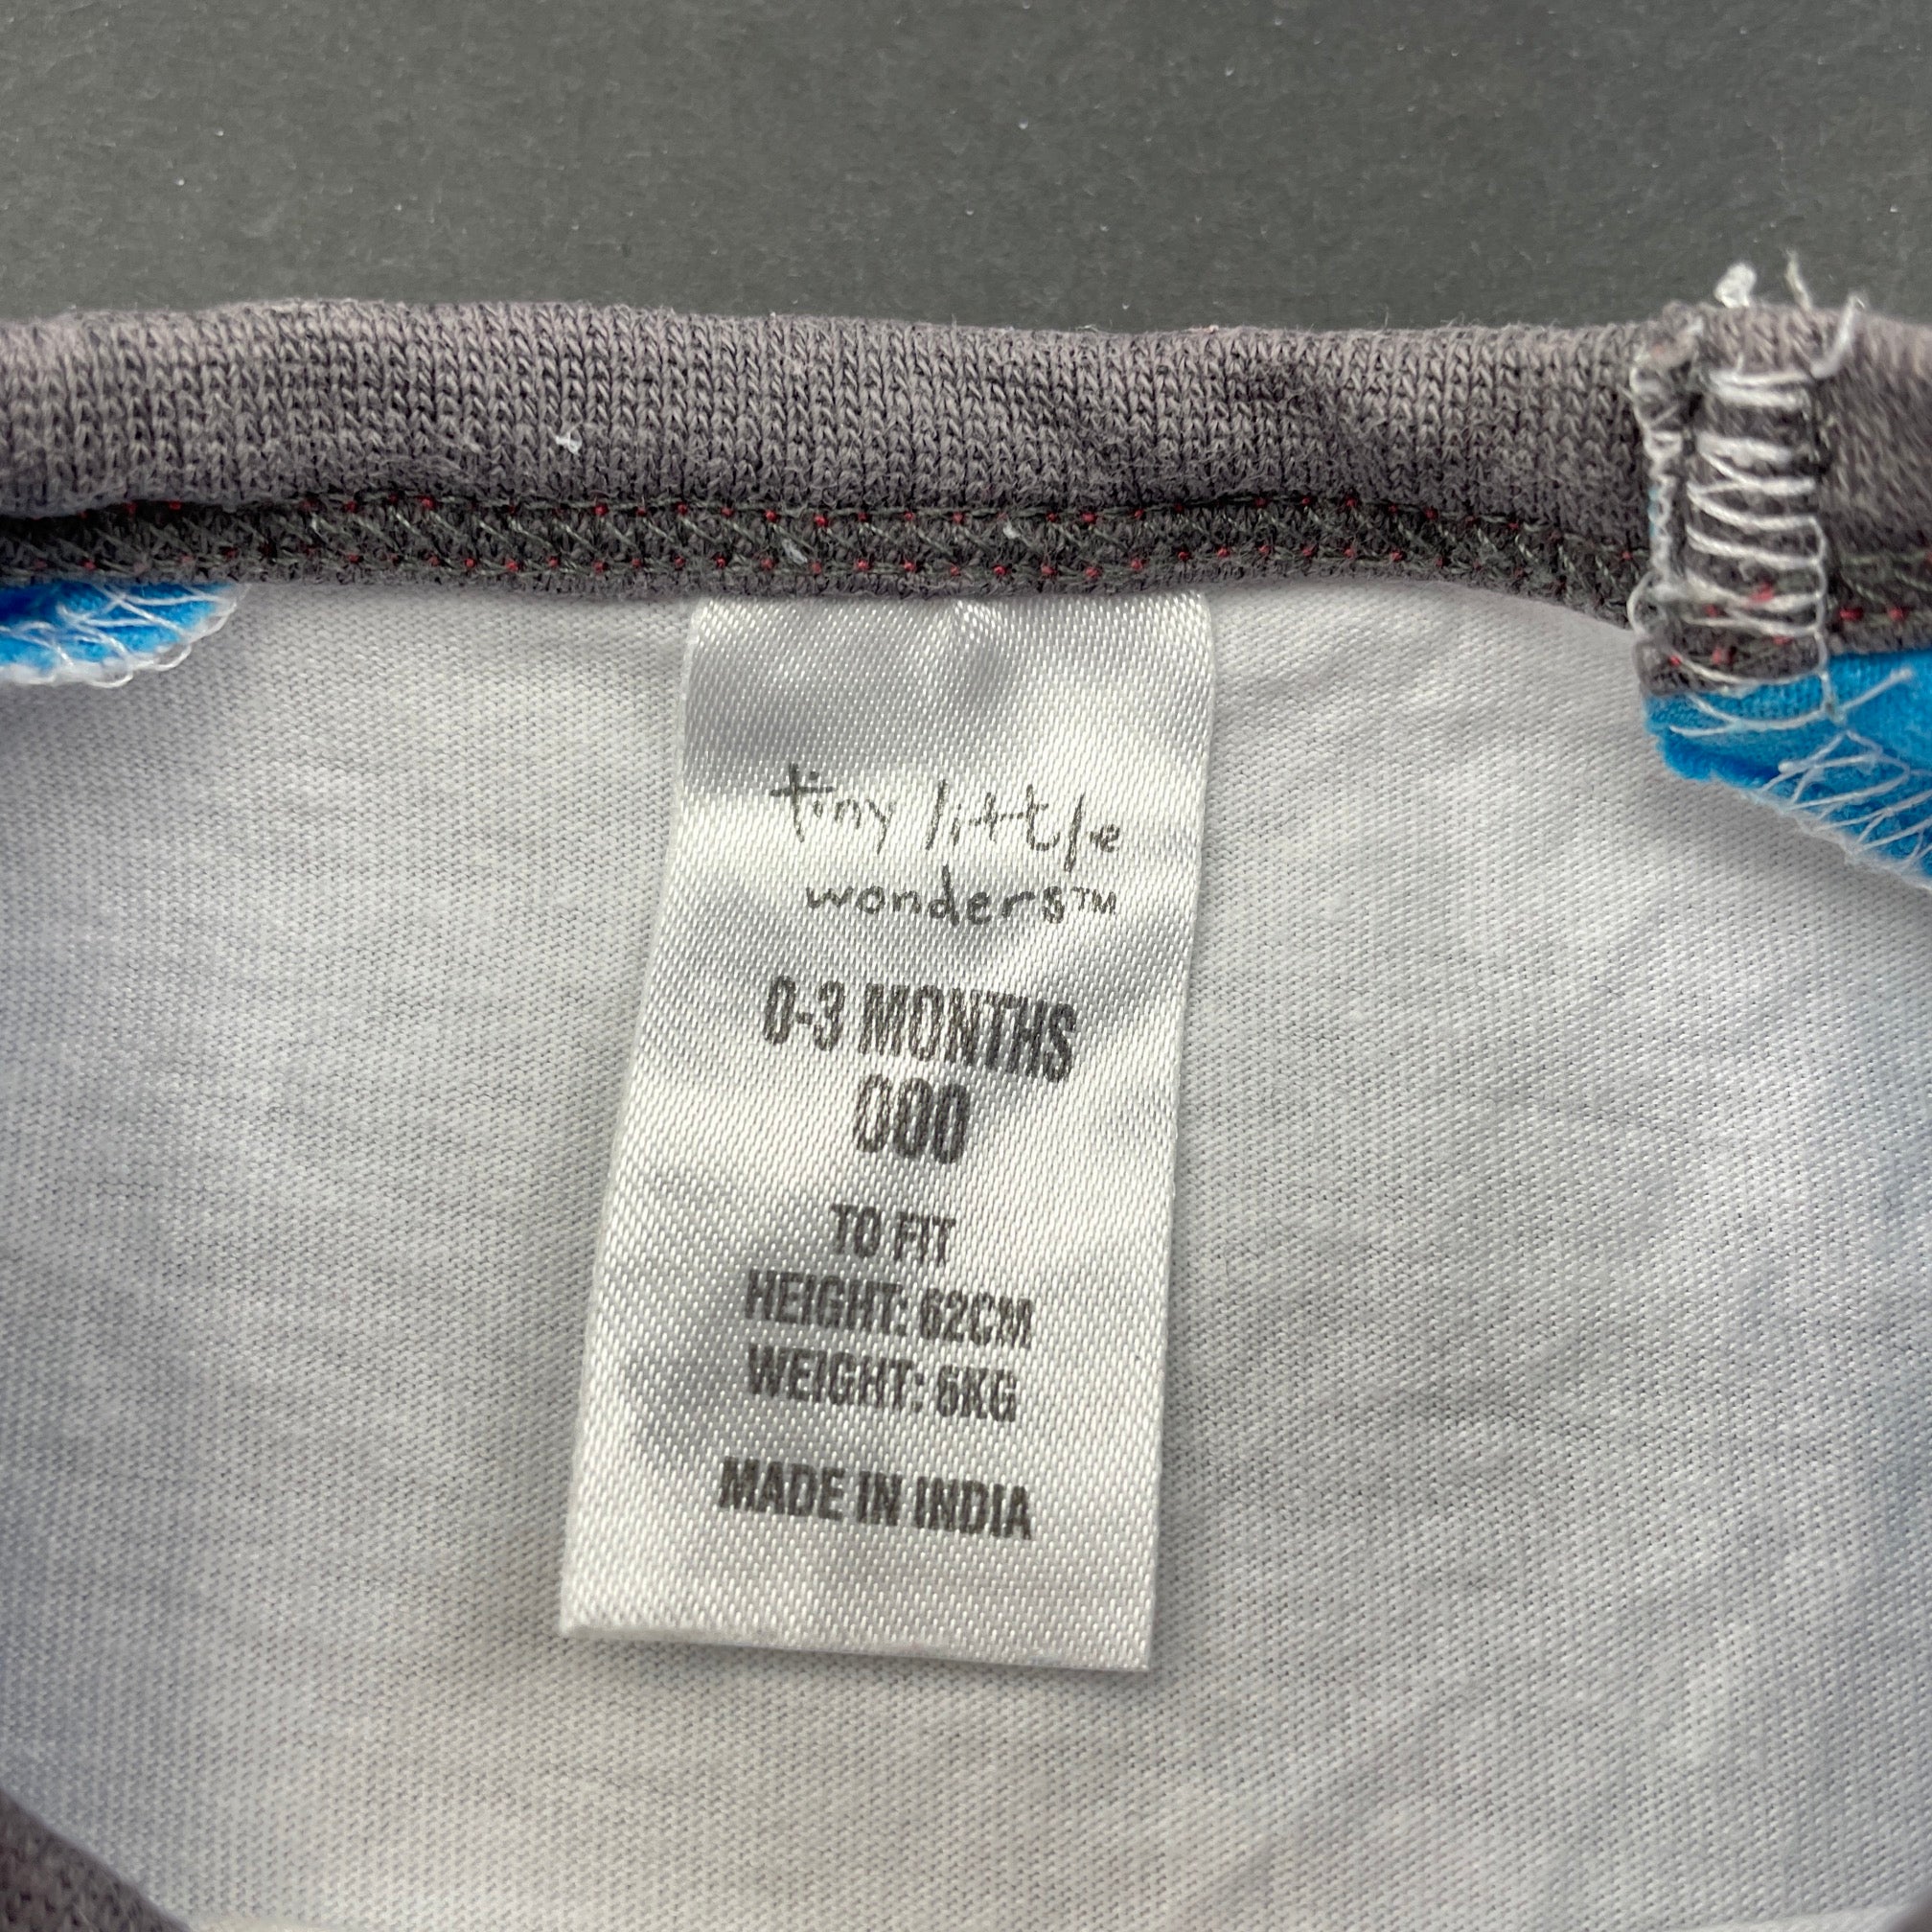 tiny little
wonders™
0-3 MONTHS
000
TO FIT
HEIGHT: 62CM
WEIGHT: 6KG
MADE IN INDIA